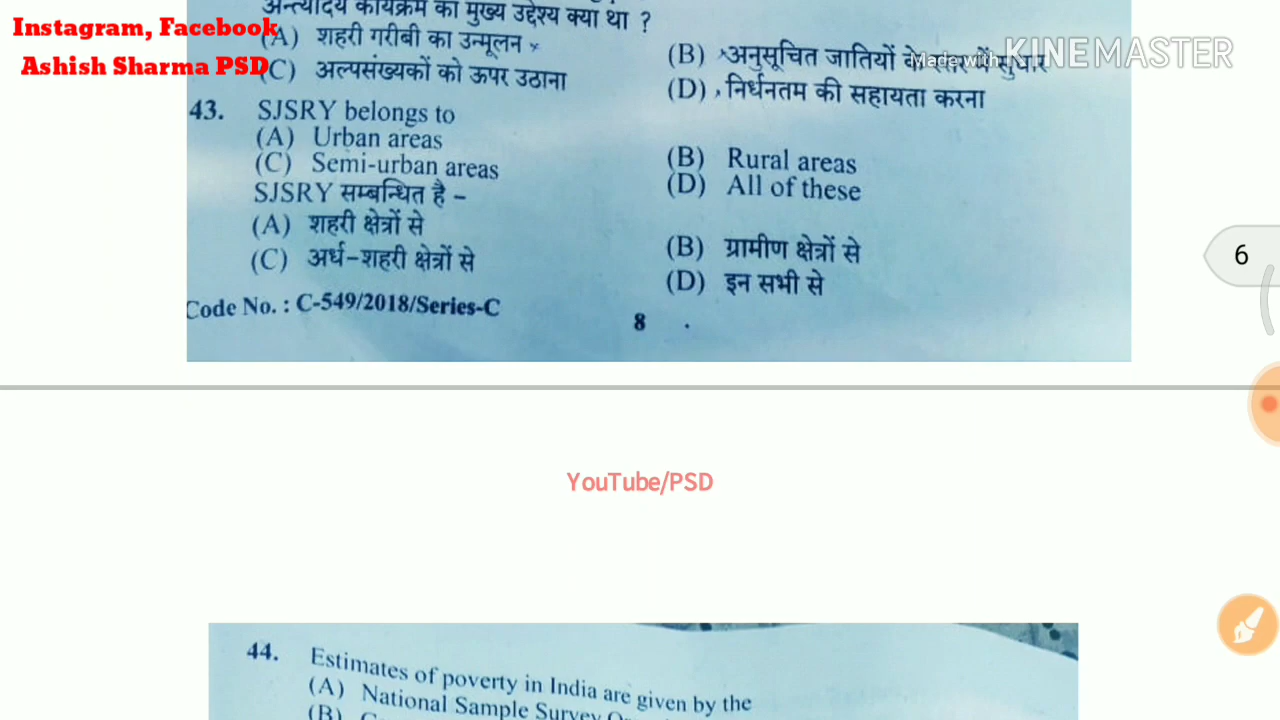 Instagram, Facebook
Ashish Sharma PSD
Made with KINEMASTER
अन्त्योदय कार्यक्रम का मुख्य उद्देश्य क्या था ?
(A) शहरी गरीबी का उन्मूलन
(B) अनुसूचित जातियों के स्तर में सुधार
(C) अल्पसंख्यकों को ऊपर उठाना
(D) निर्धनतम की सहायता करना
43. SJSRY belongs to
(A) Urban areas
(B) Rural areas
(C) Semi-urban areas
(D) All of these
SJSRY सम्बन्धित है –
(A) शहरी क्षेत्रों से
(B) ग्रामीण क्षेत्रों से
(C) अर्ध-शहरी क्षेत्रों से
(D) इन सभी से
Code No. : C-549/2018/Series-C
8
6
YouTube/PSD
44. Estimates of poverty in India are given by the
(A) National Sample Survey
(B)